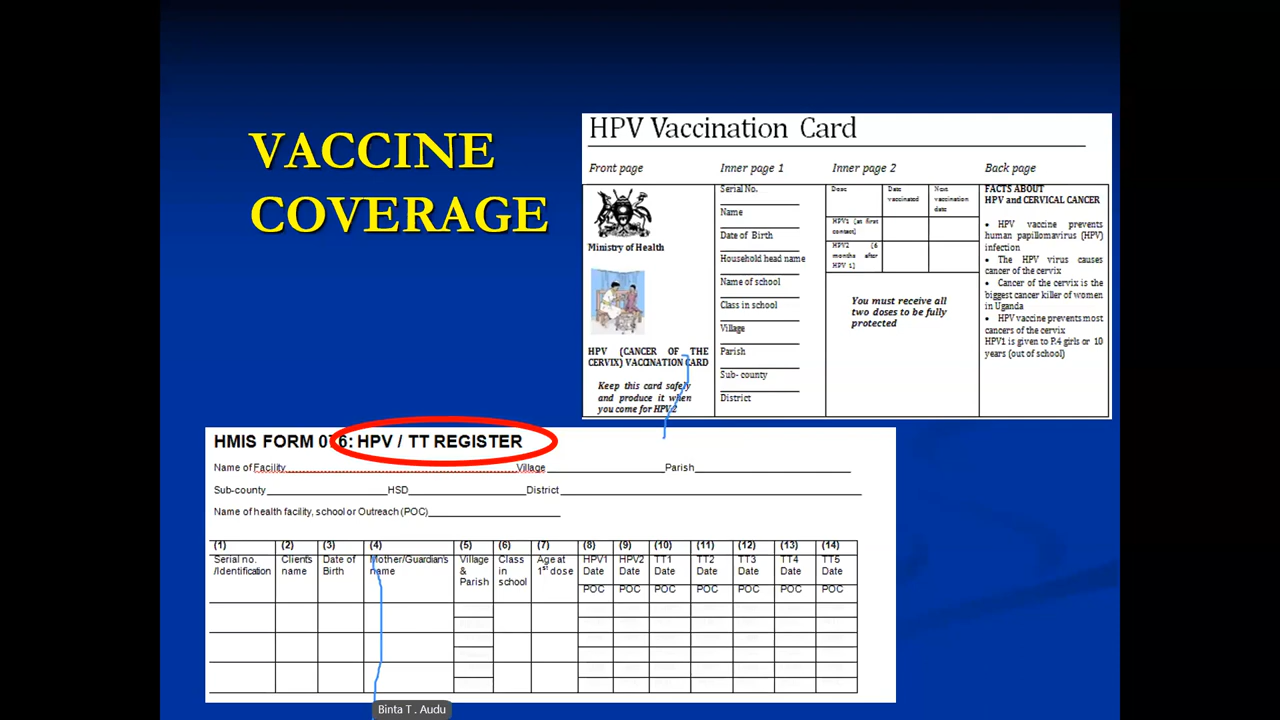 VACCINE
COVERAGE
HPV Vaccination Card
Front page
Inner page 1
Inner page 2
Back page
Ministry of Health
HPV (CANCER OF THE
CERVIX) VACCINATION CARD
Keep this card safely
and produce it when
you come for HPV2
Serial No.
Name
Date of Birth
Household head name
Name of school
Class in school
Village
Parish
Sub- county
District
Dose
Date
vaccinated
Next
vaccination
date
HPV1 (at first
contact)
HPV2 (6
months after
HPV 1)
You must receive all
two doses to be fully
protected
FACTS ABOUT
HPV and CERVICAL CANCER
• HPV vaccine prevents
human papillomavirus (HPV)
infection
• The HPV virus causes
cancer of the cervix
• Cancer of the cervix is the
biggest cancer killer of women
in Uganda
• HPV vaccine prevents most
cancers of the cervix
HPV1 is given to P.4 girls or 10
years (out of school)
HMIS FORM 076: HPV / TT REGISTER
Name of Facility Village Parish
Sub-county HSD District
Name of health facility, school or Outreach (POC)
(1) (2) (3) (4) (5) (6) (7) (8) (9) (10) (11) (12) (13) (14)
Serial no.
/Identification
Client's
name
Date of
Birth
Mother/Guardian's
name
Village
&
Parish
Class
in
school
Age at
1st dose
HPV1
Date
POC
HPV2
Date
POC
TT1
Date
POC
TT2
Date
POC
TT3
Date
POC
TT4
Date
POC
TT5
Date
POC
Binta T . Audu